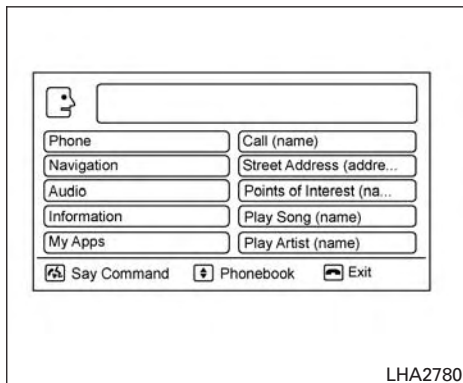 Phone Call (name)
Navigation Street Address (addre...
Audio Points of Interest (na...
Information Play Song (name)
My Apps Play Artist (name)
Say Command Phonebook Exit
LHA2780